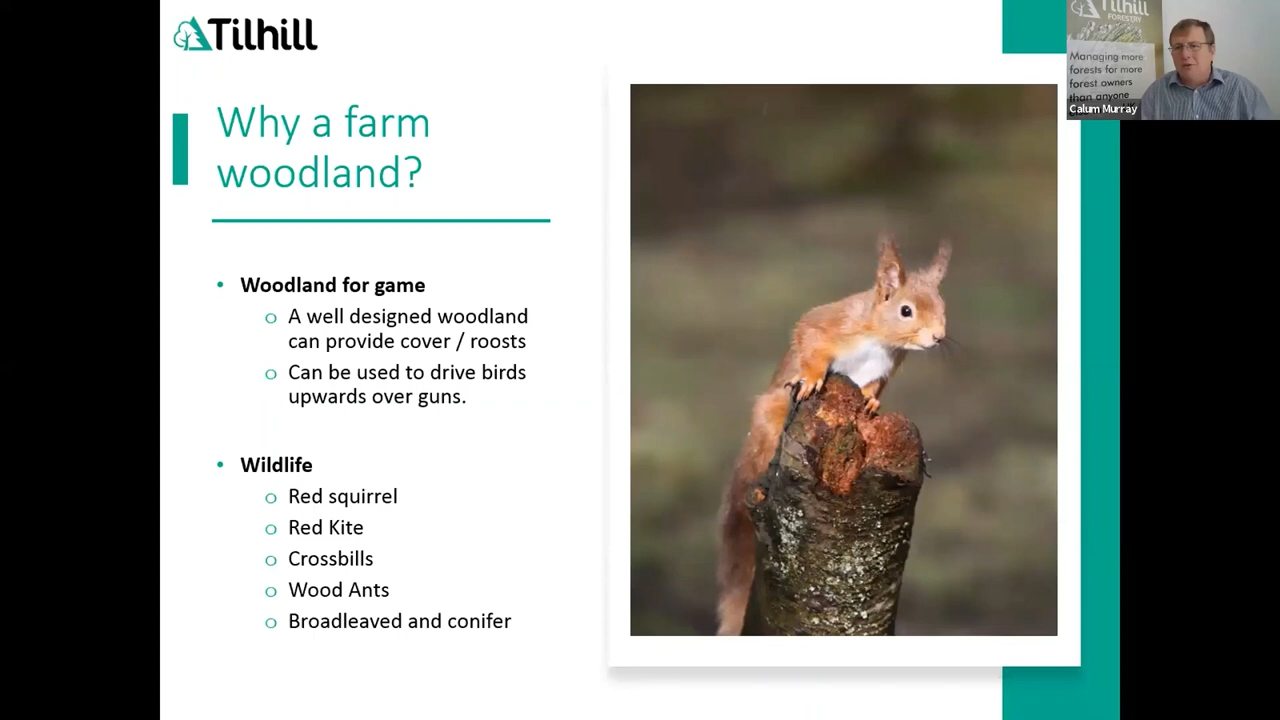 Tilhill
Why a farm
woodland?
• Woodland for game
o A well designed woodland
can provide cover / roosts
o Can be used to drive birds
upwards over guns.
• Wildlife
o Red squirrel
o Red Kite
o Crossbills
o Wood Ants
o Broadleaved and conifer
Tilhill
FORESTRY
Managing more
forests for more
forest owners
than anyone
Calum Murray